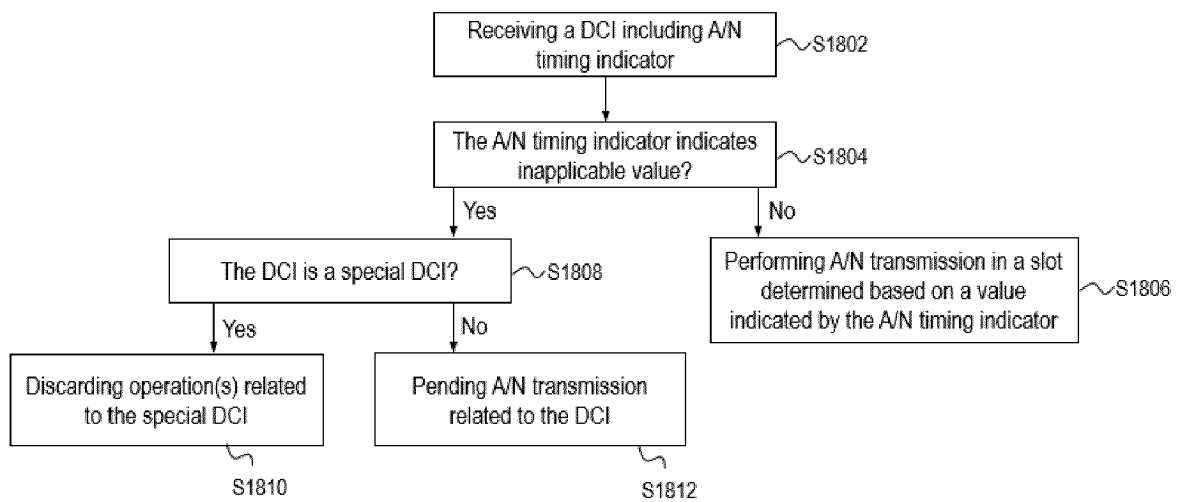 Receiving a DCI including A/N
timing indicator
S1802
The A/N timing indicator indicates
inapplicable value?
S1804
Yes
No
The DCI is a special DCI?
S1808
Performing A/N transmission in a slot
determined based on a value
indicated by the A/N timing indicator
S1806
Yes
No
Discarding operation(s) related
to the special DCI
S1810
Pending A/N transmission
related to the DCI
S1812